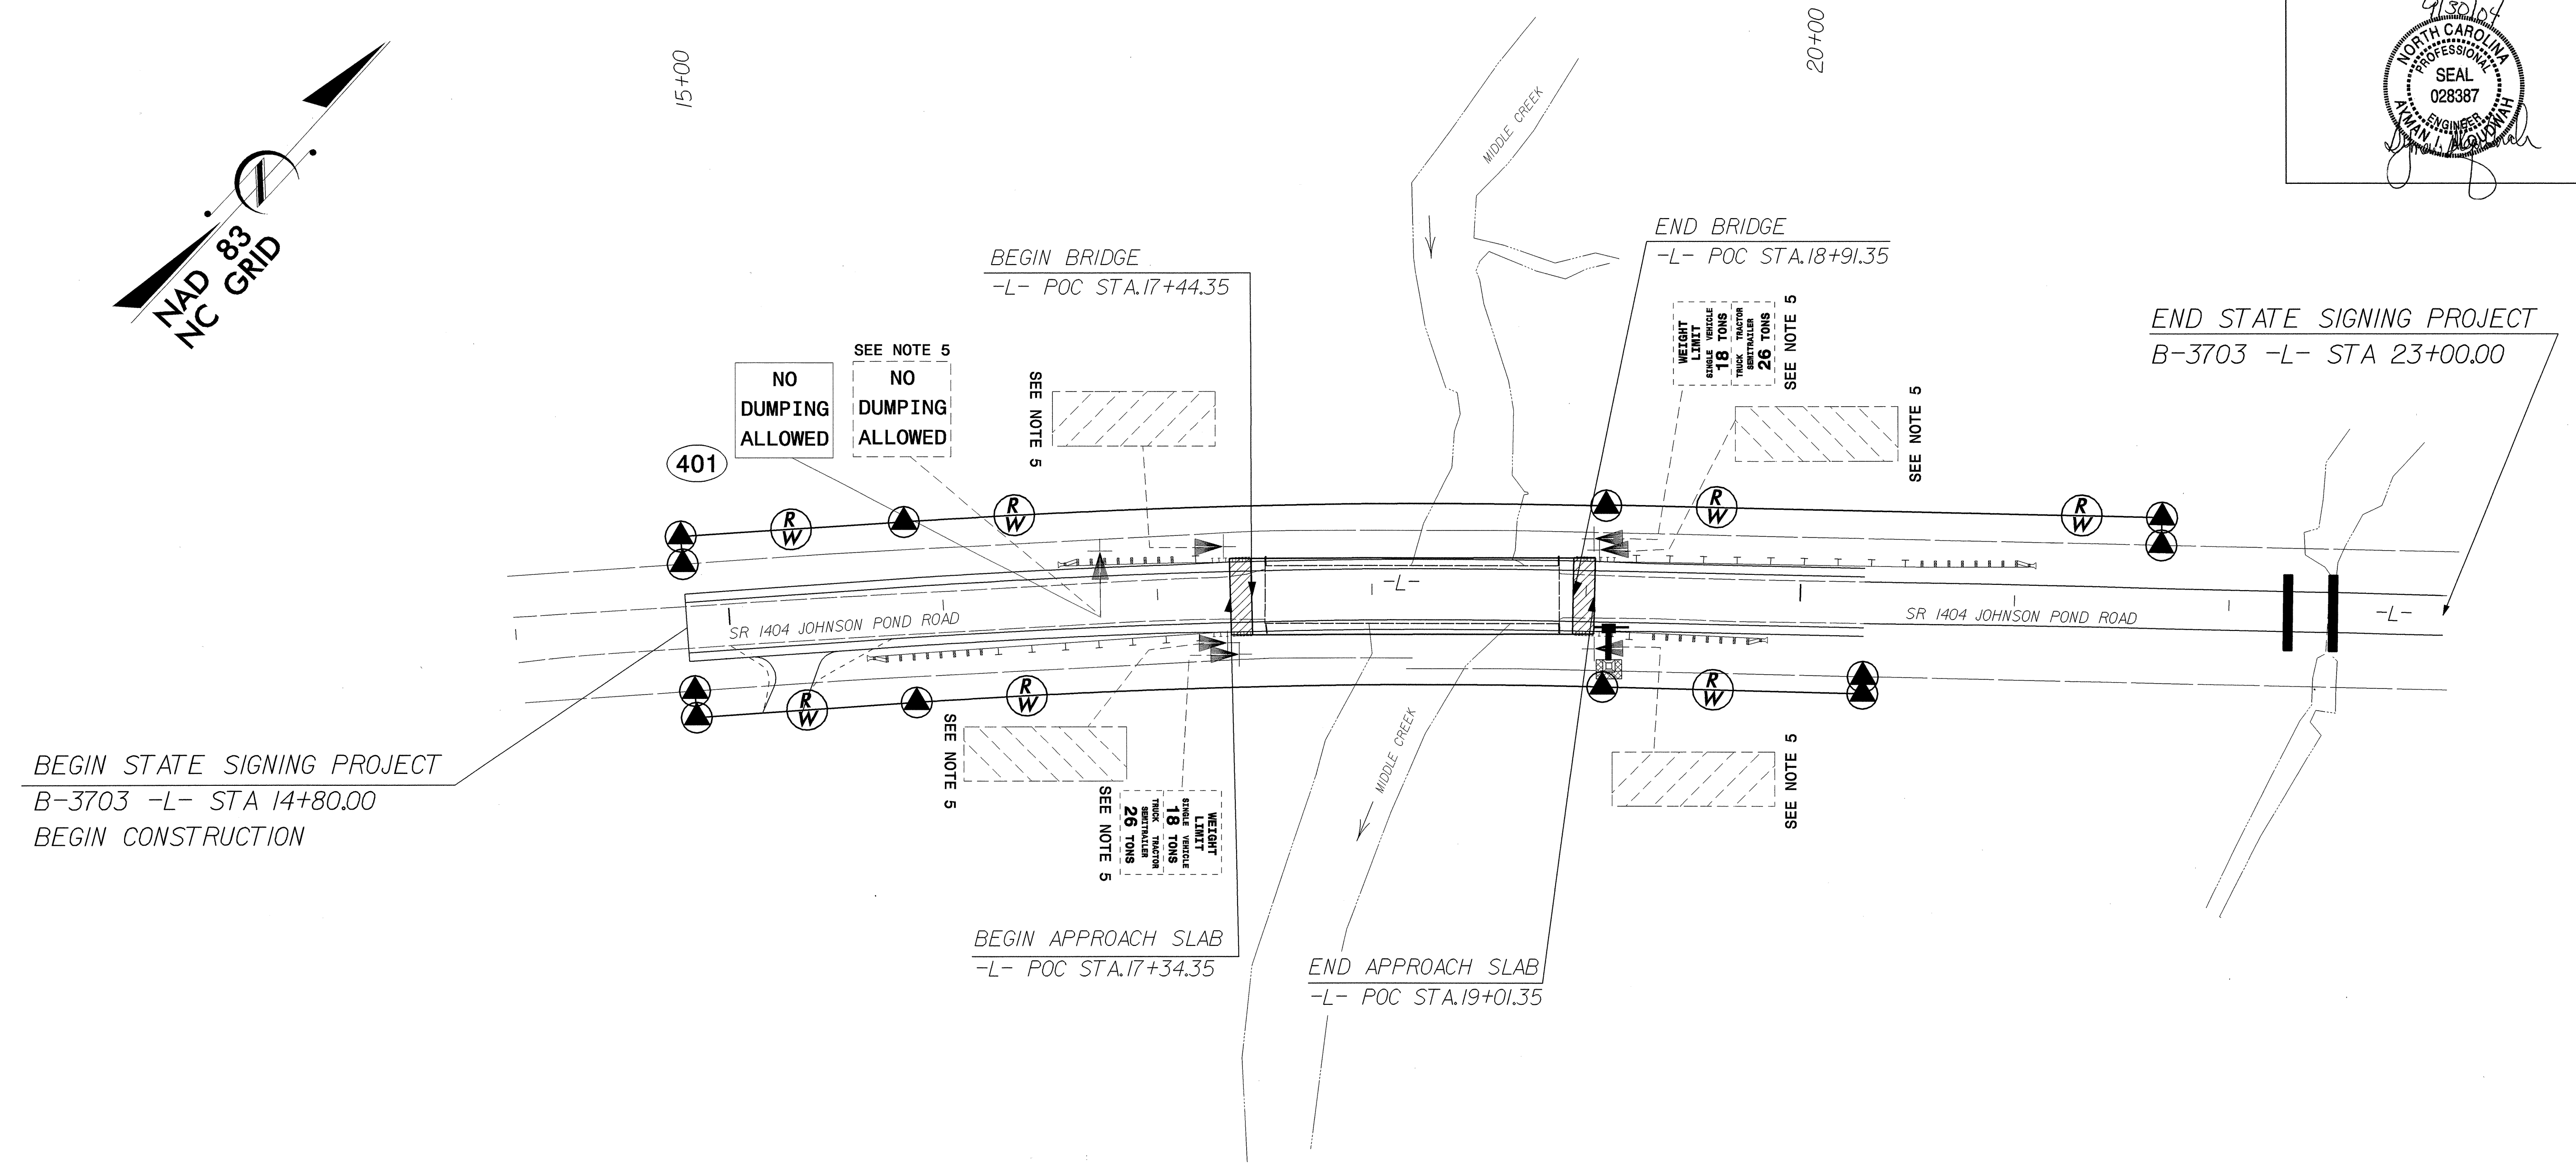 15+00
20+00
9/30/04
NORTH CAROLINA
PROFESSIONAL
SEAL
028387
ENGINEER
AYMAN I. ALQUDWAH
NAD 83
NC GRID
MIDDLE CREEK
BEGIN BRIDGE
-L- POC STA.17+44.35
END BRIDGE
-L- POC STA.18+91.35
END STATE SIGNING PROJECT
B-3703 -L- STA 23+00.00
NO
DUMPING
ALLOWED
SEE NOTE 5
NO
DUMPING
ALLOWED
401
SEE NOTE 5
WEIGHT
LIMIT
SINGLE VEHICLE
18 TONS
TRUCK TRACTOR
SEMITRAILER
26 TONS
SEE NOTE 5
SEE NOTE 5
R
W
R
W
R
W
R
W
-L-
SR 1404 JOHNSON POND ROAD
SR 1404 JOHNSON POND ROAD
-L-
R
W
R
W
R
W
BEGIN STATE SIGNING PROJECT
B-3703 -L- STA 14+80.00
BEGIN CONSTRUCTION
SEE NOTE 5
WEIGHT
LIMIT
SINGLE VEHICLE
18 TONS
TRUCK TRACTOR
SEMITRAILER
26 TONS
SEE NOTE 5
MIDDLE CREEK
SEE NOTE 5
BEGIN APPROACH SLAB
-L- POC STA.17+34.35
END APPROACH SLAB
-L- POC STA.19+01.35